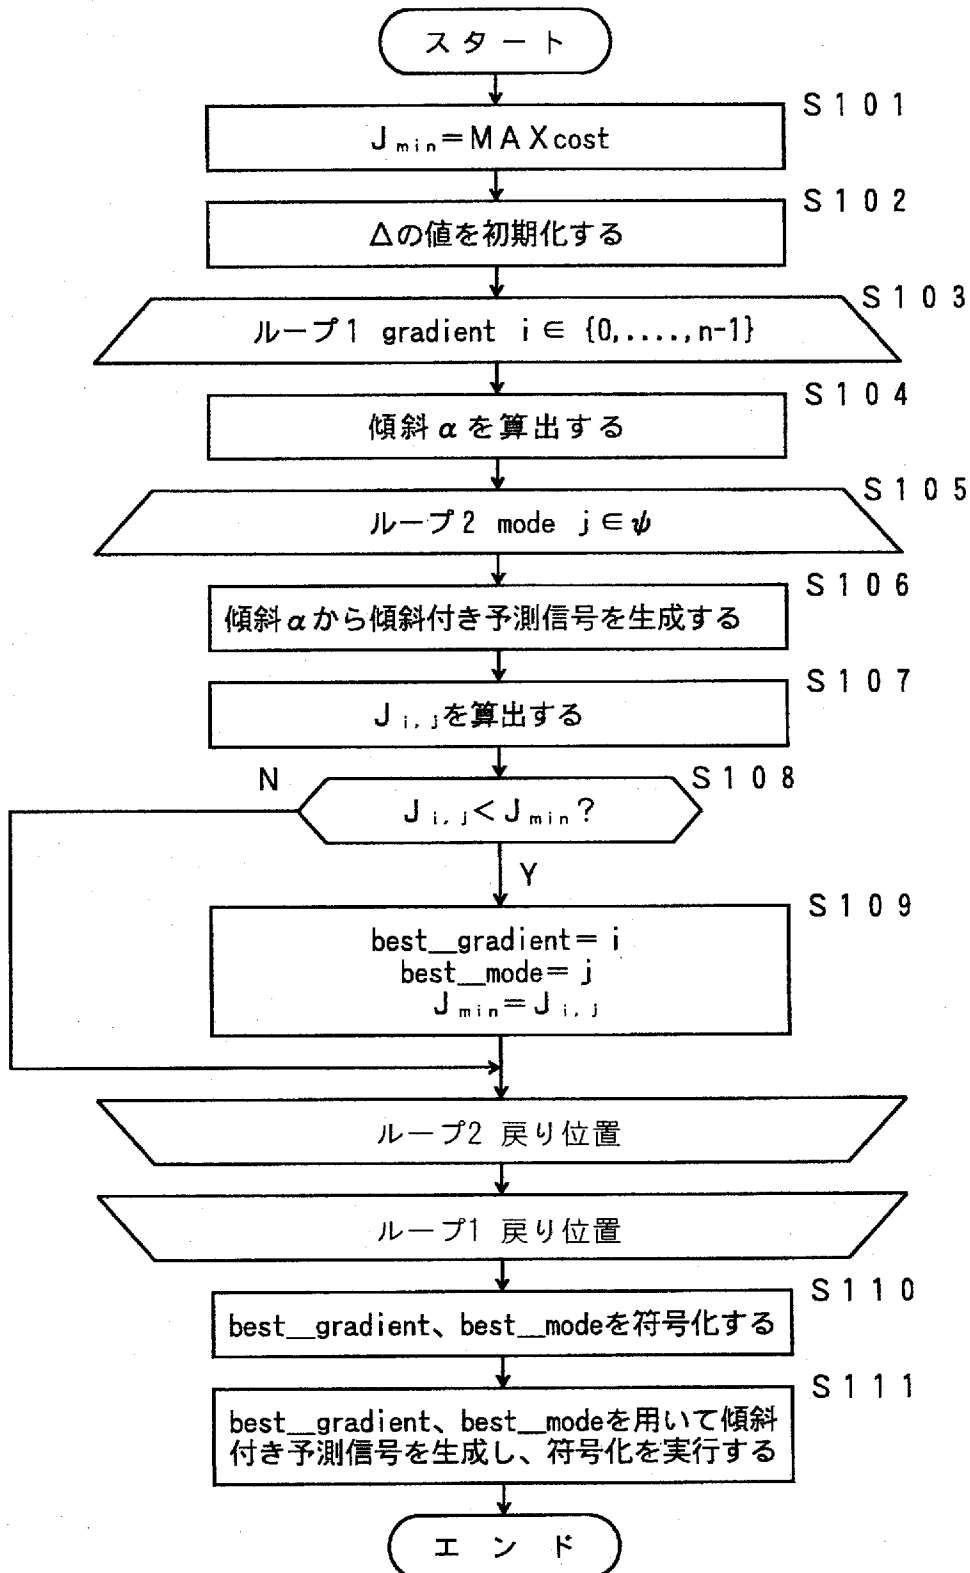 スタート
S101
Jmin=MAXcost
S102
Δの値を初期化する
S103
ループ1 gradient i∈{0,....,n-1}
S104
傾斜αを算出する
S105
ループ2 mode j∈ψ
S106
傾斜αから傾斜付き予測信号を生成する
S107
Ji,jを算出する
N
S108
Ji,j<Jmin?
Y
S109
best_gradient=i
best_mode=j
Jmin=Ji,j
ループ2 戻り位置
ループ1 戻り位置
S110
best_gradient、best_modeを符号化する
S111
best_gradient、best_modeを用いて傾斜
付き予測信号を生成し、符号化を実行する
エンド